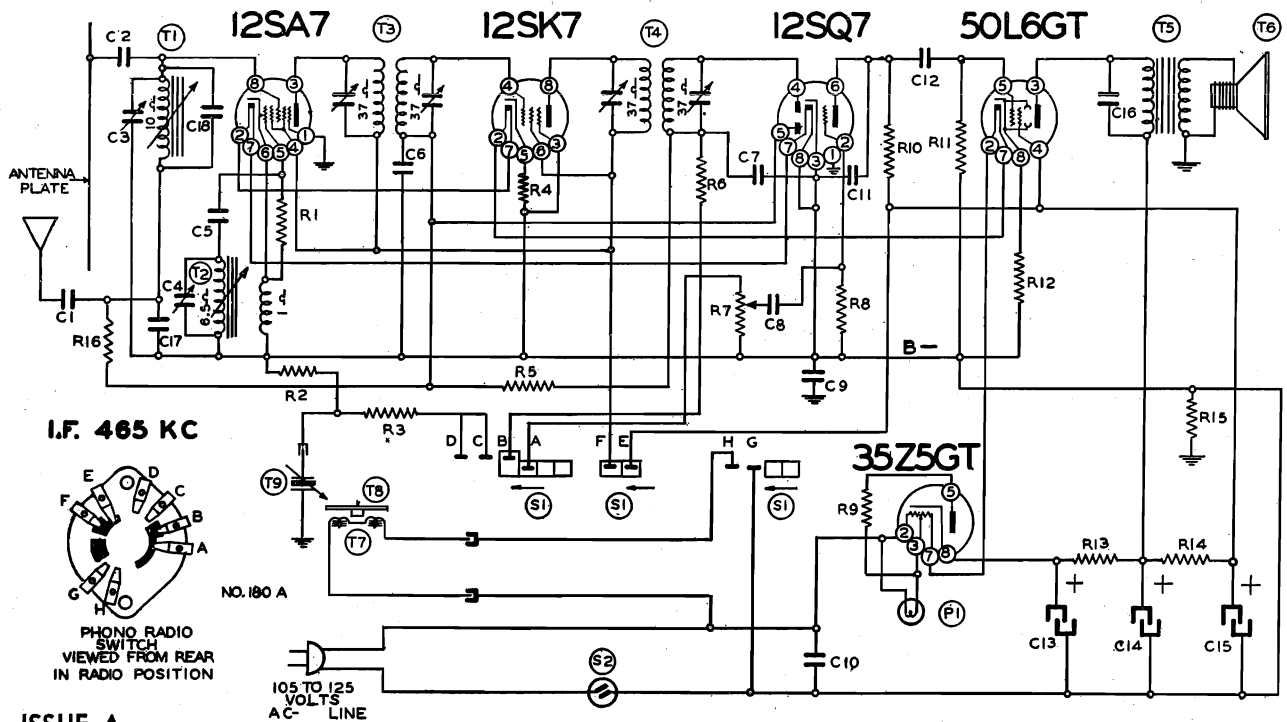 12SA7
12SK7
12SQ7
50L6GT
C2
T1
T3
T4
T5
T6
C3
10 Ω
C18
8
3
37 Ω
37 Ω
4
8
37 Ω
37 Ω
4
6
C12
5
3
C16
2
7
6
5
4
1
C6
2
7
5
6
3
R4
5
8
3
1
2
R10
R11
2
7
8
4
ANTENNA
PLATE
R1
C5
C7
R6
C11
T2
C4
6.5 Ω
1 Ω
R7
C8
R8
R12
C1
R16
C17
B-
R2
R5
C9
R3
R15
I.F. 465 KC
D
C
B
A
F
E
H
G
35Z5GT
S1
S1
S1
T9
T8
T7
E
D
F
C
B
A
G
H
R9
5
2
3
7
8
R13
R14
+
+
+
NO. 180 A
P1
PHONO RADIO
SWITCH
VIEWED FROM REAR
IN RADIO POSITION
C13
C14
C15
S2
C10
105 TO 125
VOLTS
AC- LINE
ISSUE A